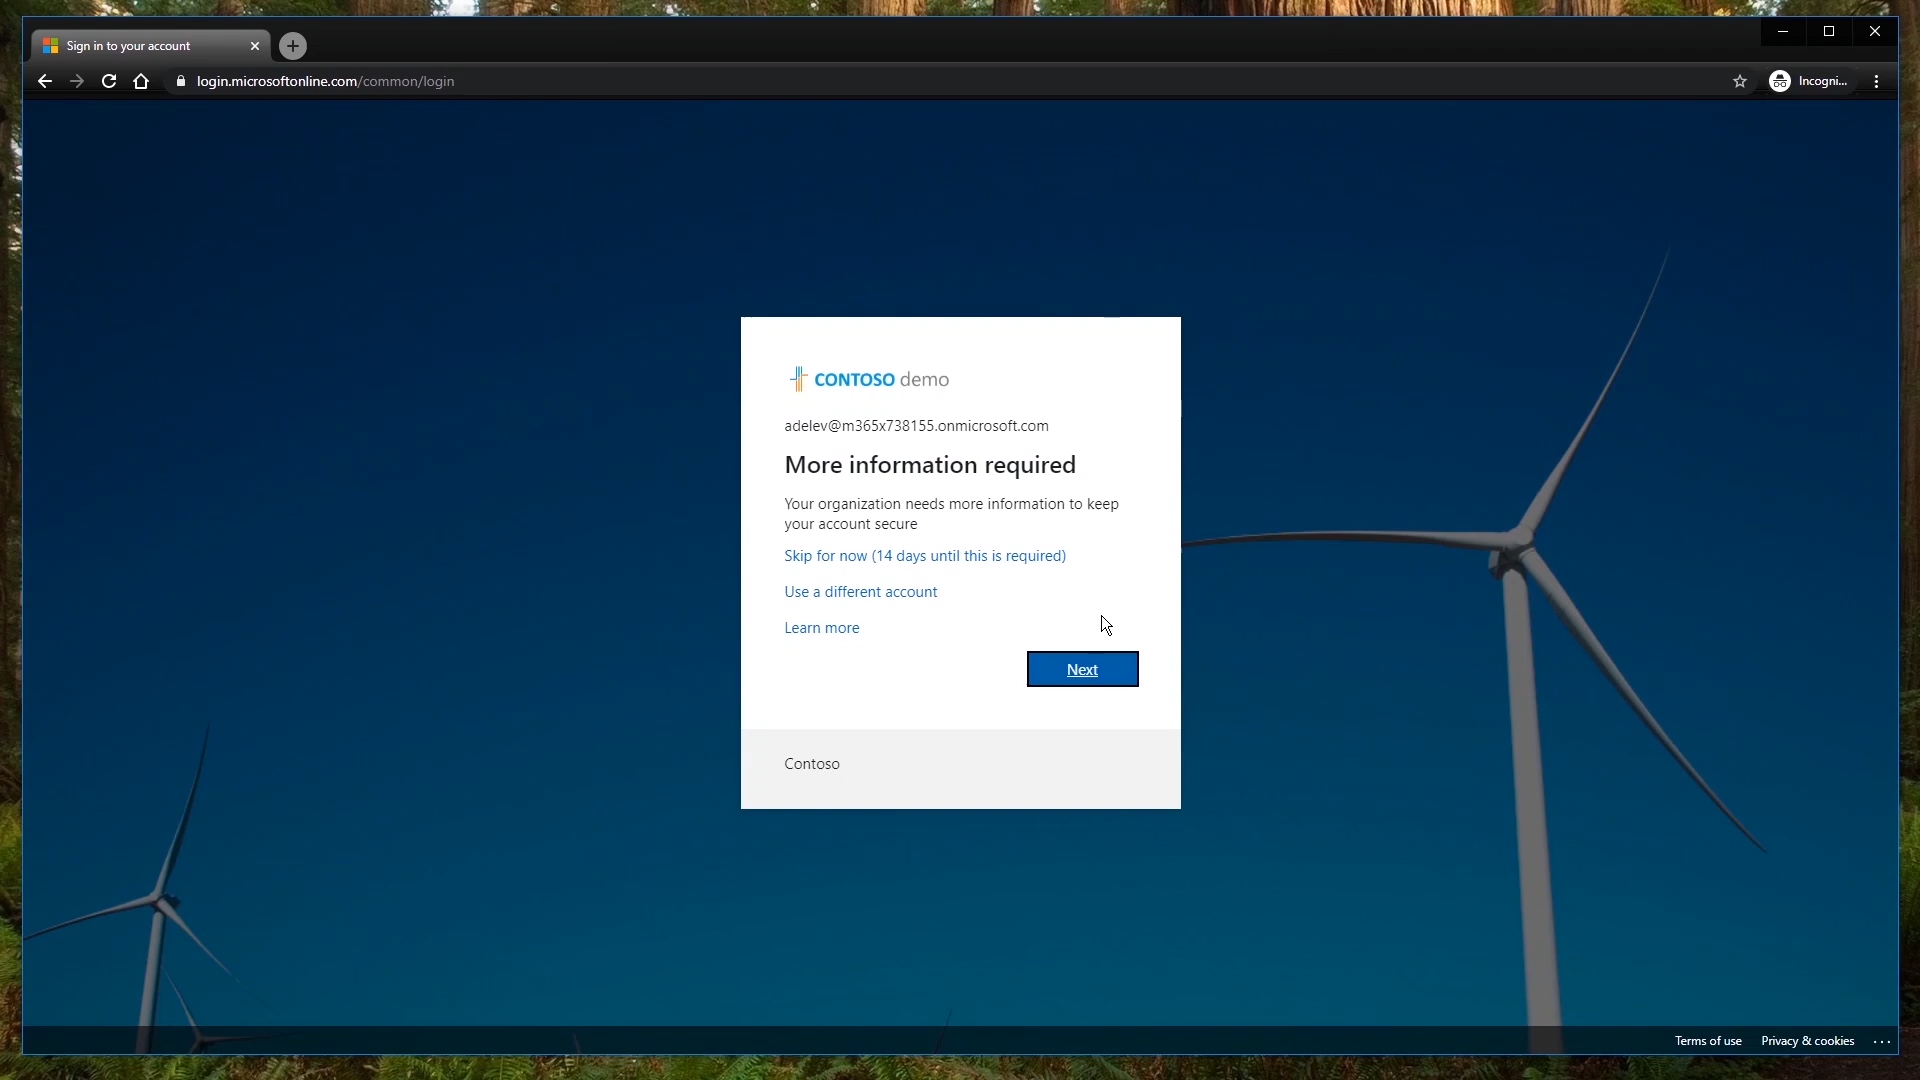 Sign in to your account
login.microsoftonline.com/common/login
Incogni...
CONTOSO demo
adelev@m365x738155.onmicrosoft.com
More information required
Your organization needs more information to keep
your account secure
Skip for now (14 days until this is required)
Use a different account
Learn more
Next
Contoso
Terms of use Privacy & cookies ...